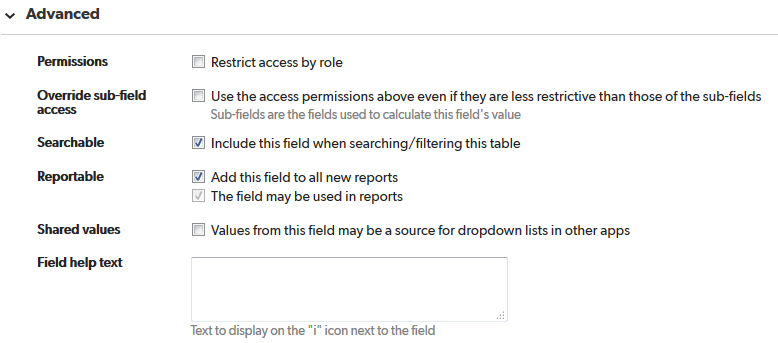 Advanced
Permissions
Restrict access by role
Override sub-field
access
Use the access permissions above even if they are less restrictive than those of the sub-fields
Sub-fields are the fields used to calculate this field's value
Searchable
Include this field when searching/filtering this table
Reportable
Add this field to all new reports
The field may be used in reports
Shared values
Values from this field may be a source for dropdown lists in other apps
Field help text
Text to display on the "i" icon next to the field